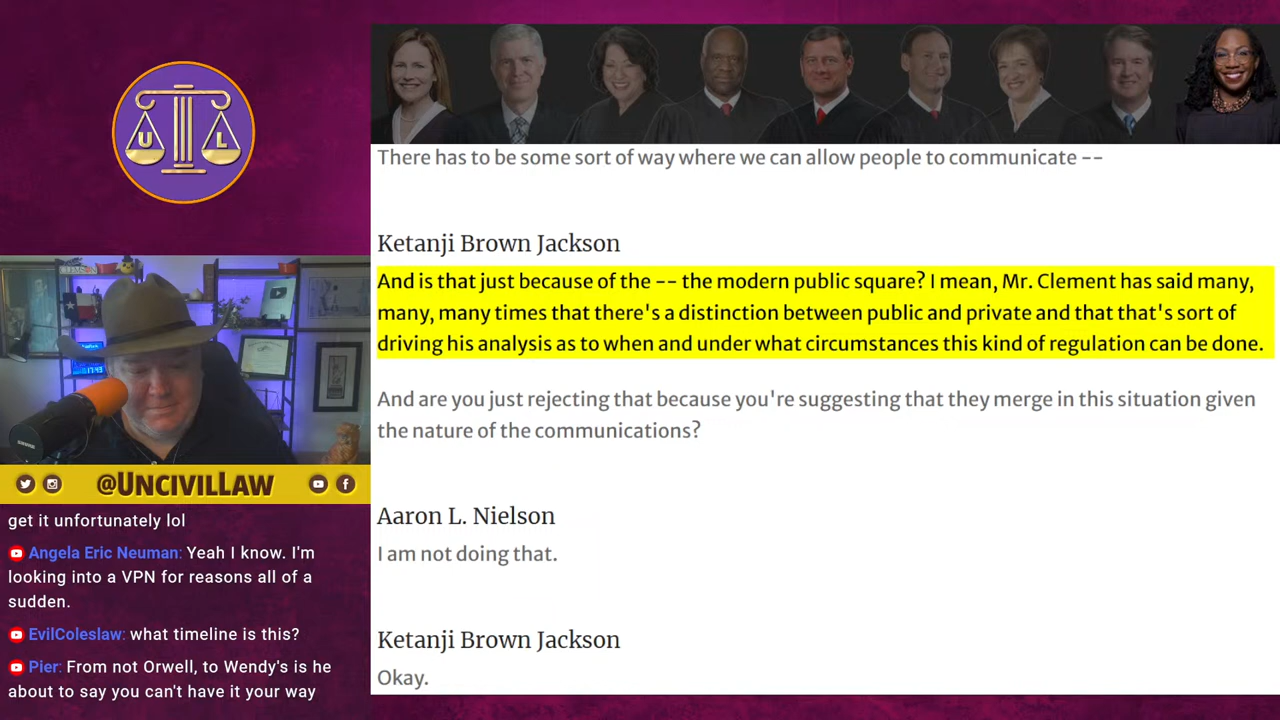 U L
There has to be some sort of way where we can allow people to communicate --
Ketanji Brown Jackson
And is that just because of the -- the modern public square? I mean, Mr. Clement has said many,
many, many times that there's a distinction between public and private and that that's sort of
driving his analysis as to when and under what circumstances this kind of regulation can be done.
And are you just rejecting that because you're suggesting that they merge in this situation given
the nature of the communications?
Aaron L. Nielson
I am not doing that.
Ketanji Brown Jackson
Okay.
@UNCIVILLAW
get it unfortunately lol
Angela Eric Neuman: Yeah I know. I'm
looking into a VPN for reasons all of a
sudden.
EvilColeslaw: what timeline is this?
Pier: From not Orwell, to Wendy's is he
about to say you can't have it your way